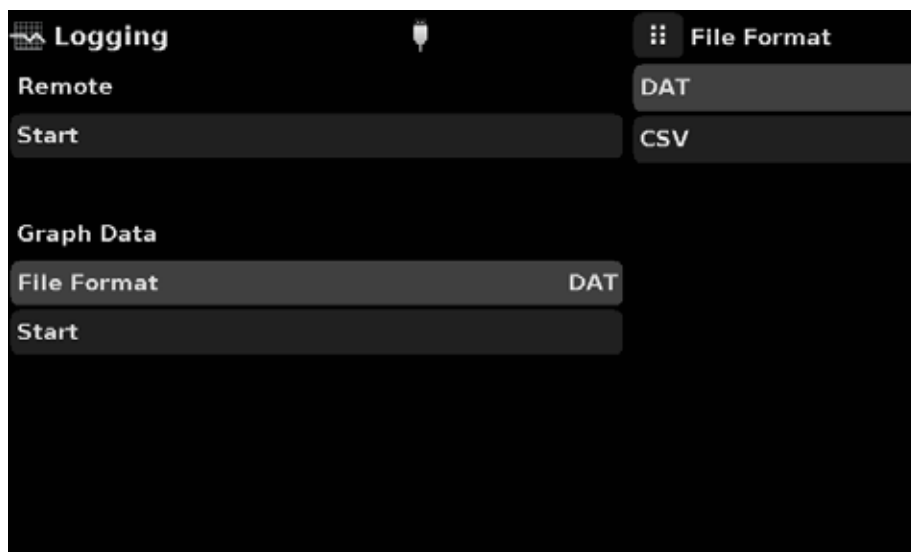 Logging
Remote
Start
Graph Data
File Format DAT
Start
File Format
DAT
CSV